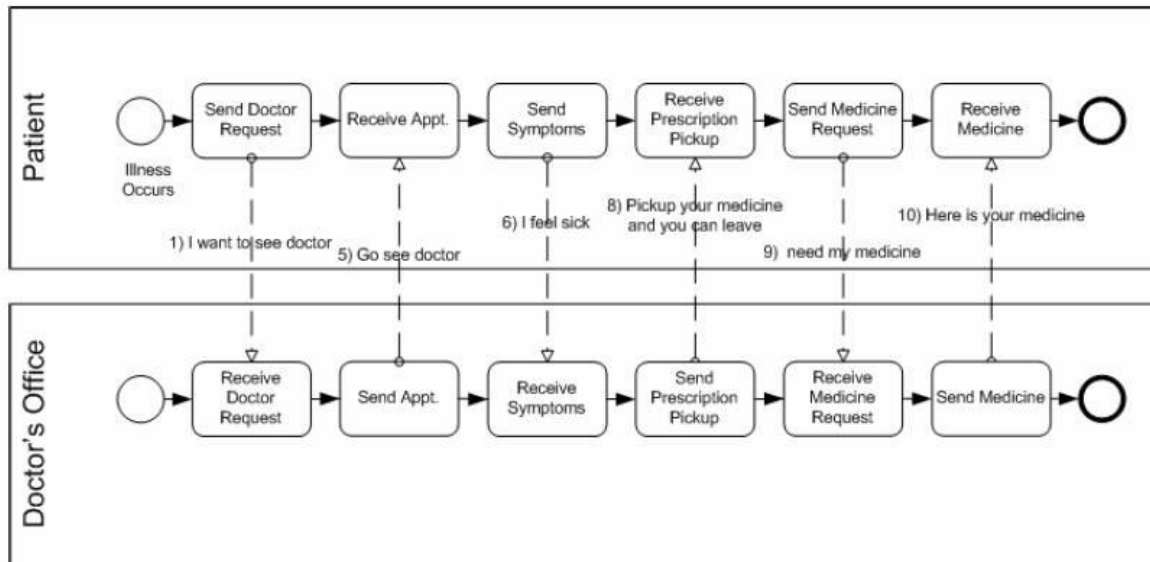 Patient
Send Doctor
Request
Receive Appt.
Send
Symptoms
Receive
Prescription
Pickup
Send Medicine
Request
Receive
Medicine
Illness
Occurs
1) I want to see doctor
5) Go see doctor
6) I feel sick
8) Pickup your medicine
and you can leave
9) need my medicine
10) Here is your medicine
Doctor's Office
Receive
Doctor
Request
Send Appt.
Receive
Symptoms
Send
Prescription
Pickup
Receive
Medicine
Request
Send Medicine